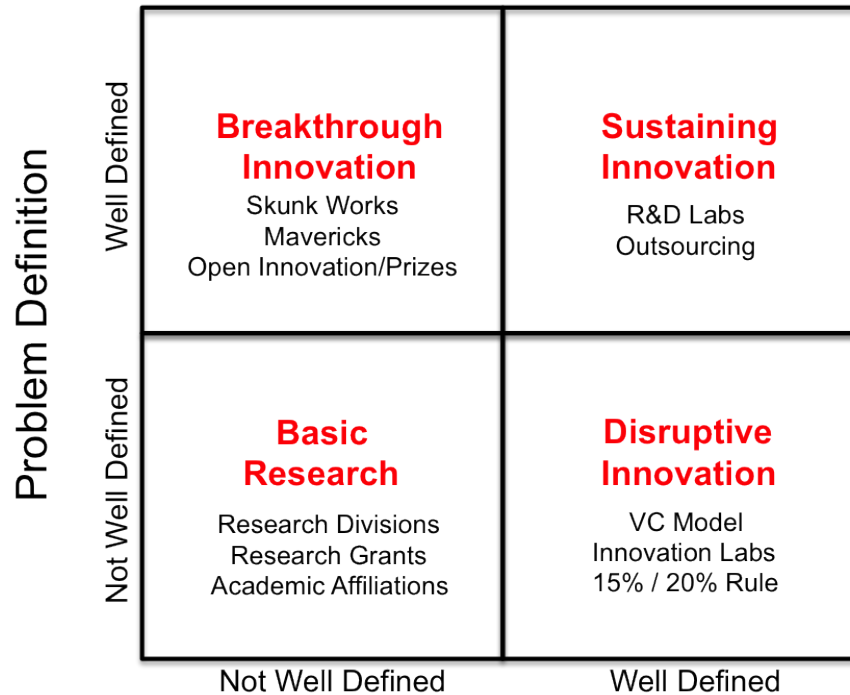 Problem Definition
Well Defined
Breakthrough
Innovation
Skunk Works
Mavericks
Open Innovation/Prizes
Sustaining
Innovation
R&D Labs
Outsourcing
Not Well Defined
Basic
Research
Research Divisions
Research Grants
Academic Affiliations
Disruptive
Innovation
VC Model
Innovation Labs
15% / 20% Rule
Not Well Defined
Well Defined